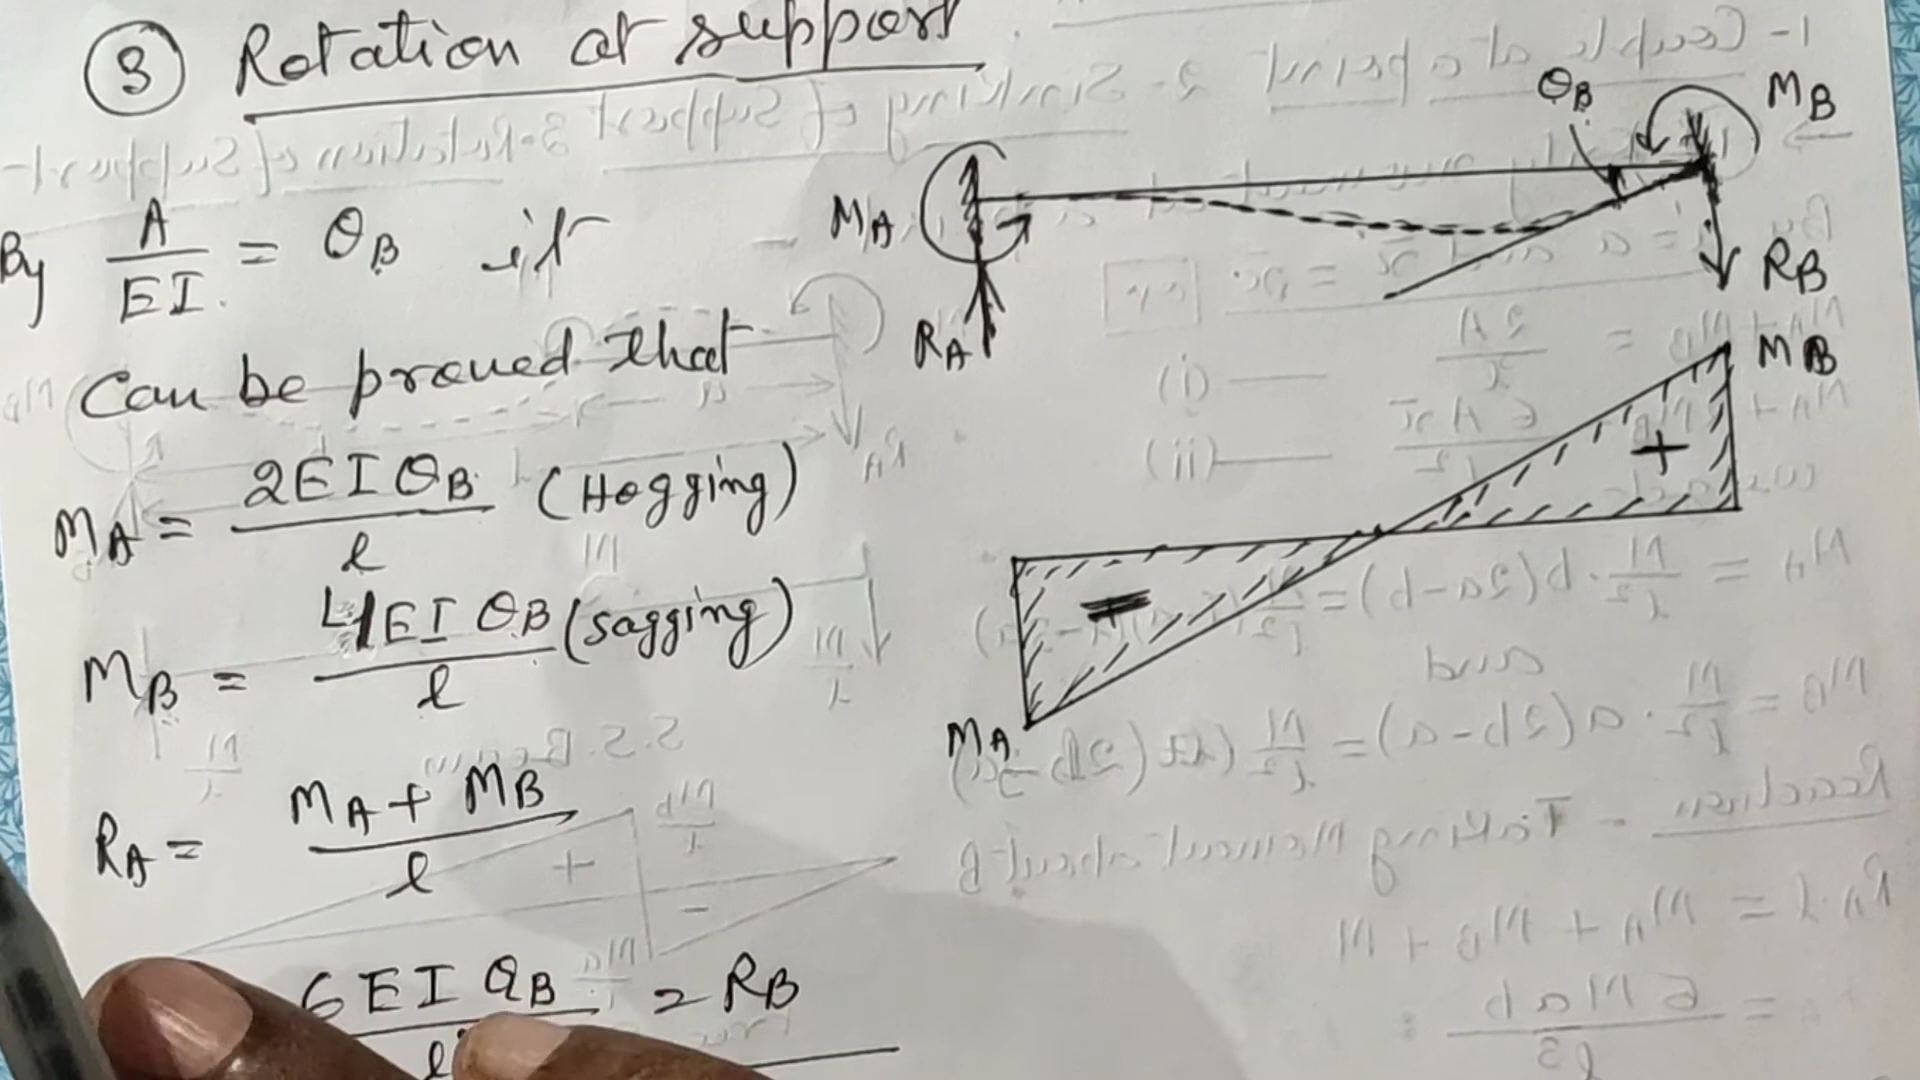 ③ Rotation at support
By A/EI = θB it
Can be proved that
MA = 2EIθB/l (Hogging)
MB = 4EIθB/l (sagging)
RA = MA + MB/l
6EIθB/l = RB
θB MB
MA
RA RB
MB
+
-
MA